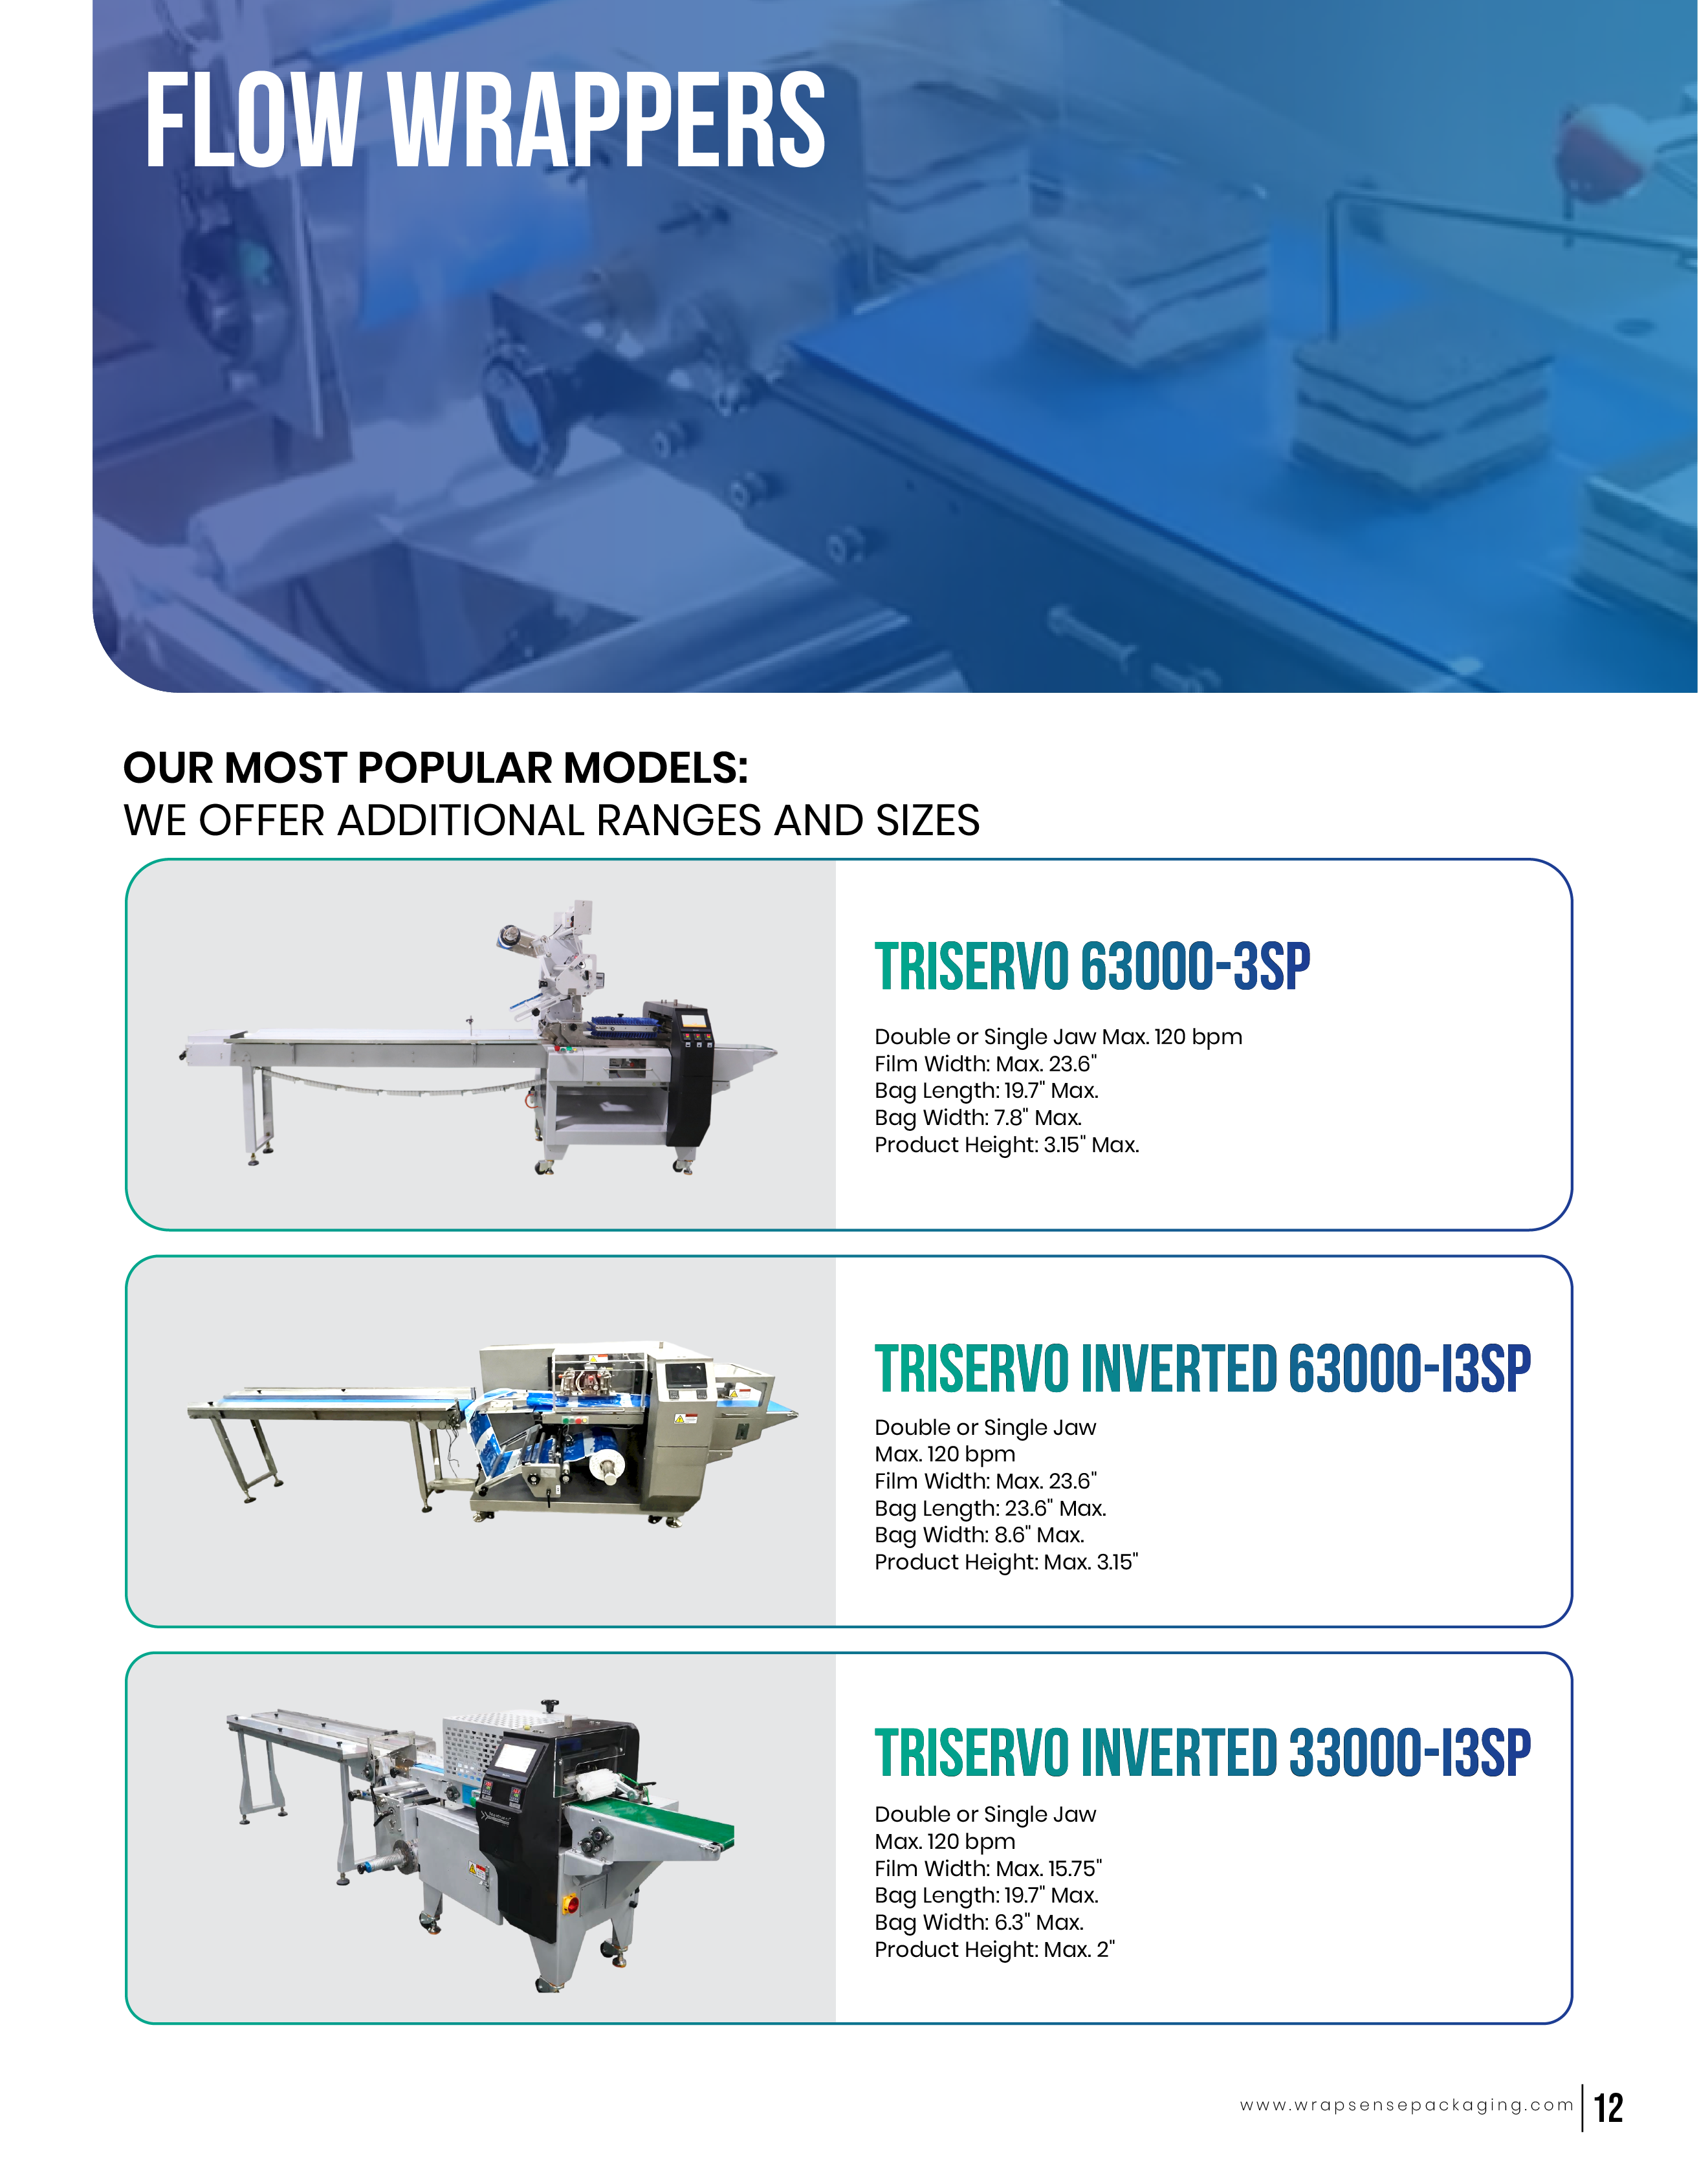 FLOW WRAPPERS
OUR MOST POPULAR MODELS:
WE OFFER ADDITIONAL RANGES AND SIZES
TRISERVO 63000-3SP
Double or Single Jaw Max. 120 bpm
Film Width: Max. 23.6"
Bag Length: 19.7" Max.
Bag Width: 7.8" Max.
Product Height: 3.15" Max.
TRISERVO INVERTED 63000-I3SP
Double or Single Jaw
Max. 120 bpm
Film Width: Max. 23.6"
Bag Length: 23.6" Max.
Bag Width: 8.6" Max.
Product Height: Max. 3.15"
TRISERVO INVERTED 33000-I3SP
Double or Single Jaw
Max. 120 bpm
Film Width: Max. 15.75"
Bag Length: 19.7" Max.
Bag Width: 6.3" Max.
Product Height: Max. 2"
www.wrapsensepackaging.com
12